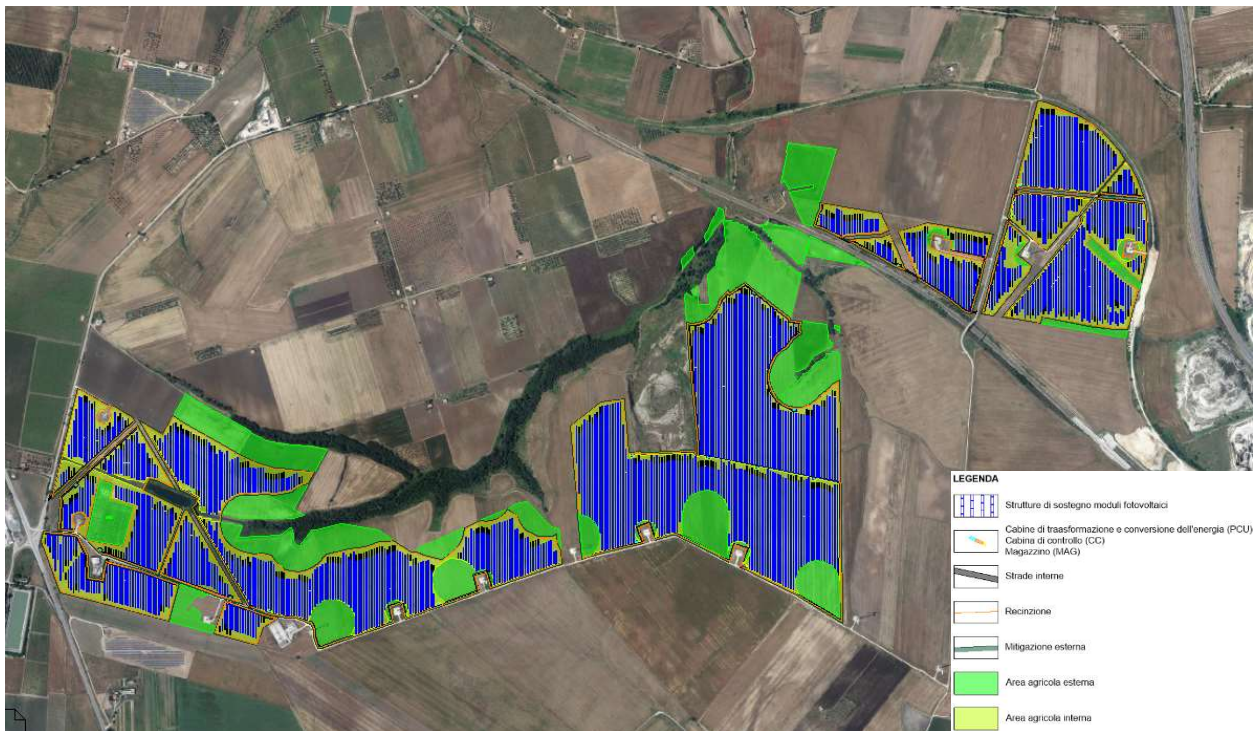 LEGENDA
Strutture di sostegno moduli fotovoltaici
Cabine di traasformazione e conversione dell'energia (PCU)
Cabina di controllo (CC)
Magazzino (MAG)
Strade interne
Recinzione
Mitigazione esterna
Area agricola esterna
Area agricola interna